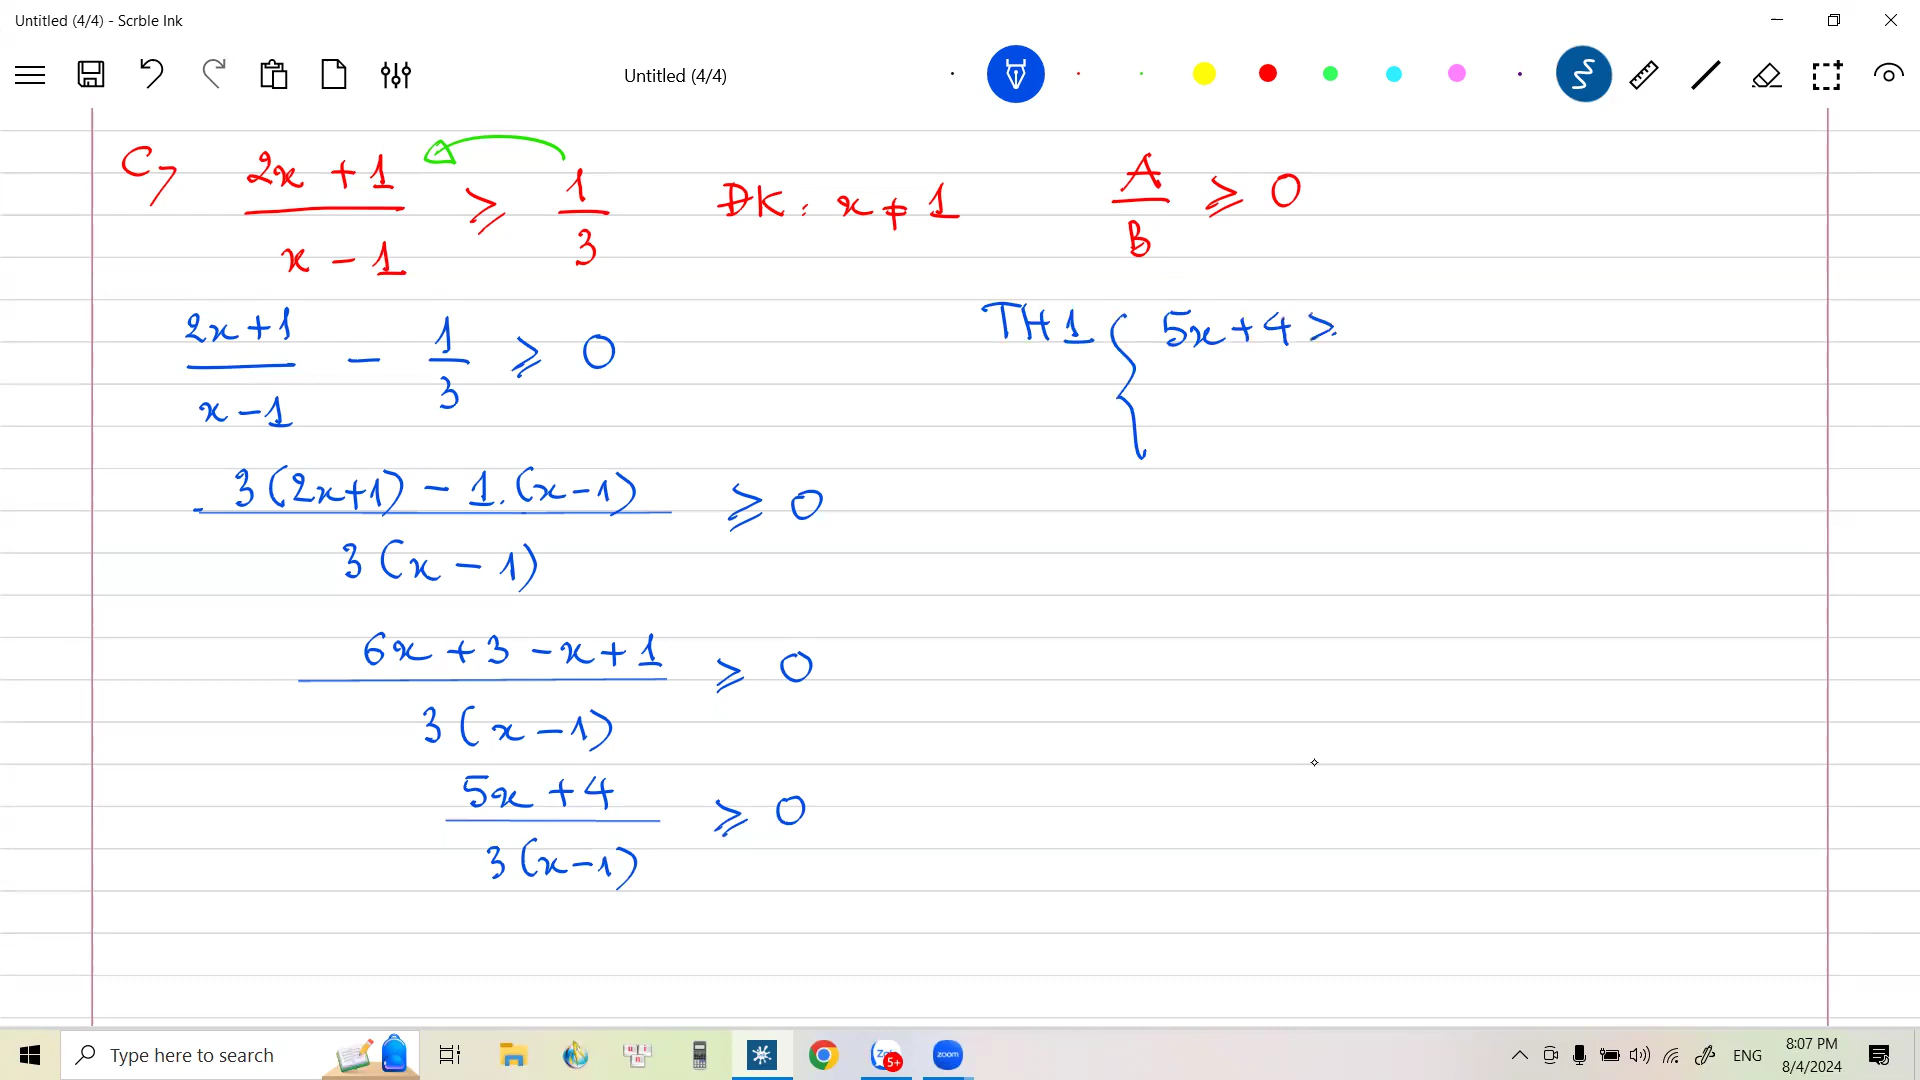 Untitled (4/4) - Scrble Ink
Untitled (4/4)
C, (2x + 1)/(x - 1) ⩾ 1/3 ĐK: x ≠ 1 A/B ⩾ 0
(2x+1)/(x-1) - 1/3 ⩾ 0
(3(2x+1) - 1.(x-1))/(3(x - 1)) ⩾ 0
(6x + 3 - x + 1)/(3(x - 1)) ⩾ 0
(5x + 4)/(3(x-1)) ⩾ 0
TH1 { 5x + 4 ⩾
Type here to search
5+
zoom
ENG
8:07 PM
8/4/2024